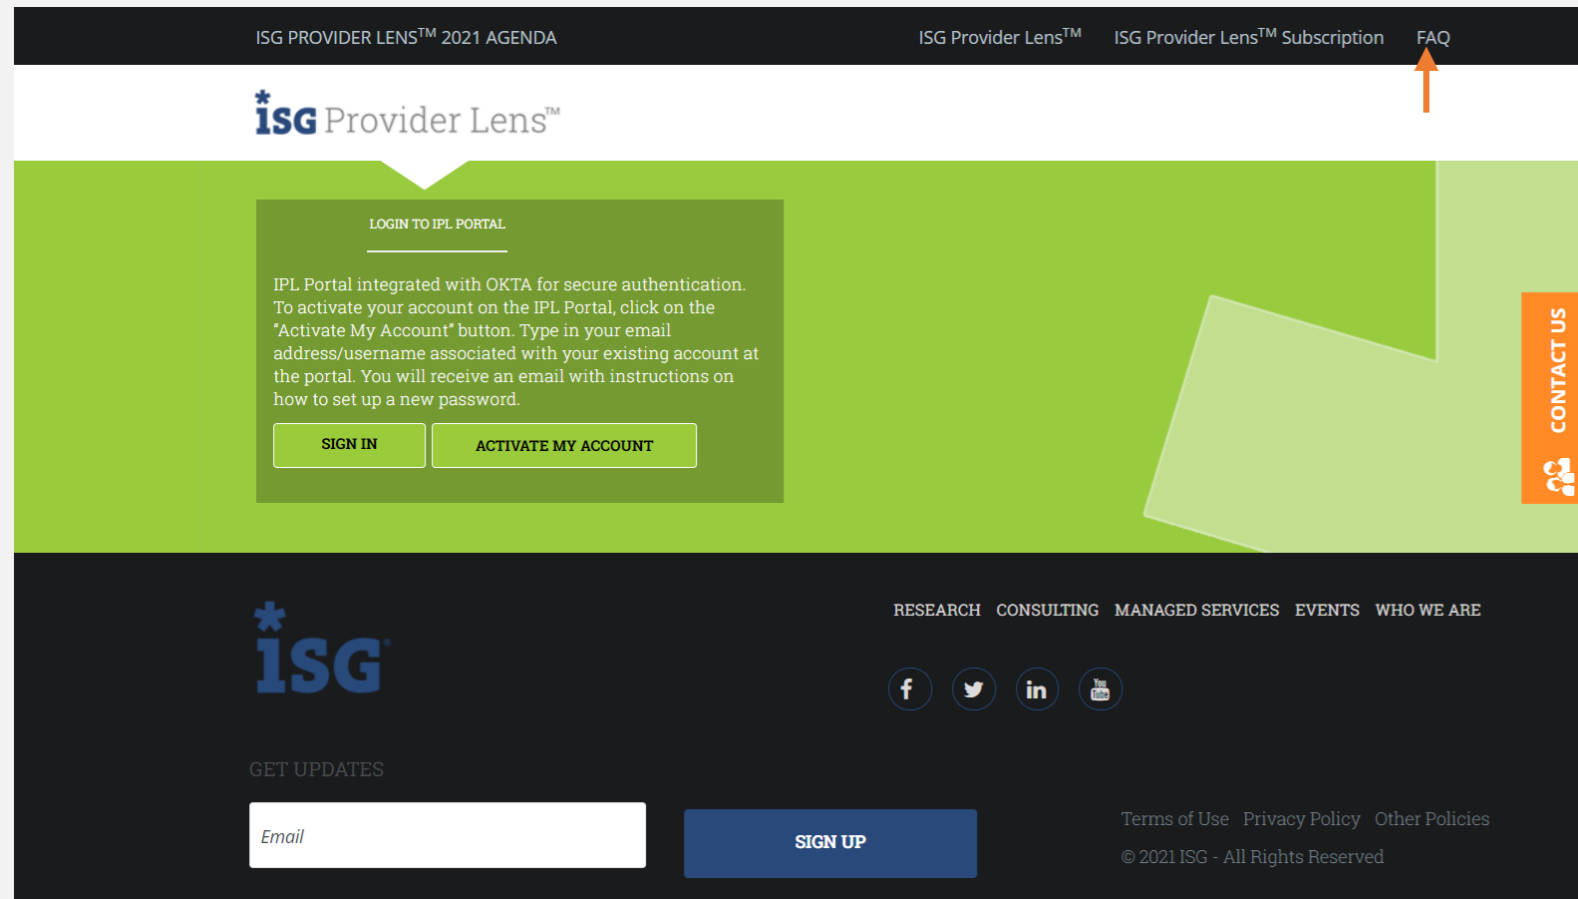 ISG PROVIDER LENS™ 2021 AGENDA
ISG Provider Lens™ ISG Provider Lens™ Subscription FAQ
ISG Provider Lens™
LOGIN TO IPL PORTAL
IPL Portal integrated with OKTA for secure authentication.
To activate your account on the IPL Portal, click on the
"Activate My Account" button. Type in your email
address/username associated with your existing account at
the portal. You will receive an email with instructions on
how to set up a new password.
SIGN IN ACTIVATE MY ACCOUNT
CONTACT US
ISG
RESEARCH CONSULTING MANAGED SERVICES EVENTS WHO WE ARE
f in You Tube
GET UPDATES
Email
SIGN UP
Terms of Use Privacy Policy Other Policies
© 2021 ISG - All Rights Reserved